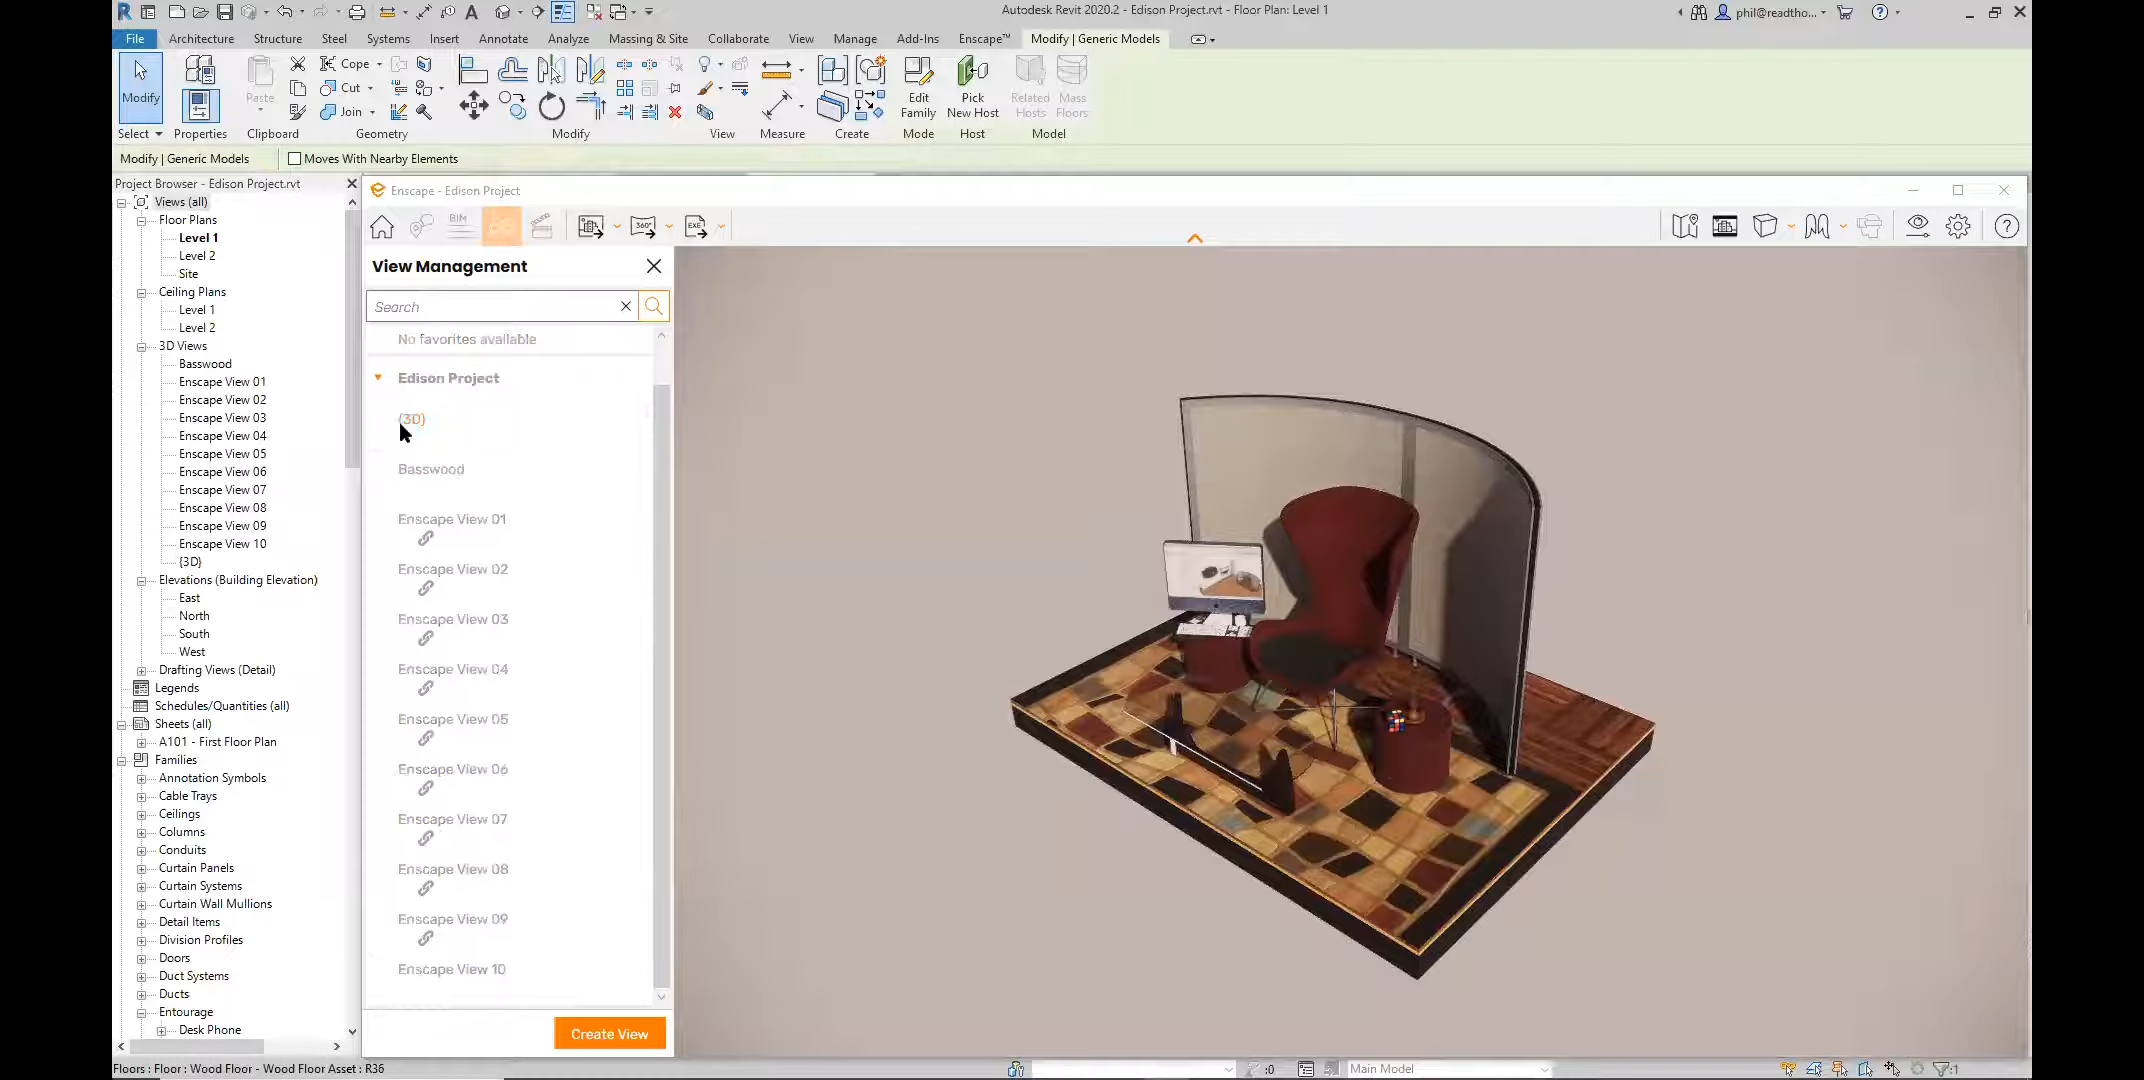 Autodesk Revit 2020.2 - Edison Project.rvt - Floor Plan: Level 1
phil@readtho...
File Architecture Structure Steel Systems Insert Annotate Analyze Massing & Site Collaborate View Manage Add-Ins Enscape™ Modify | Generic Models
Modify
Paste
Cope
Cut
Join
Edit Family
Pick New Host
Related Hosts
Mass Floors
Select Properties Clipboard Geometry Modify View Measure Create Mode Host Model
Modify | Generic Models Moves With Nearby Elements
Project Browser - Edison Project.rvt
Views (all)
Floor Plans
Level 1
Level 2
Site
Ceiling Plans
Level 1
Level 2
3D Views
Basswood
Enscape View 01
Enscape View 02
Enscape View 03
Enscape View 04
Enscape View 05
Enscape View 06
Enscape View 07
Enscape View 08
Enscape View 09
Enscape View 10
{3D}
Elevations (Building Elevation)
East
North
South
West
Drafting Views (Detail)
Legends
Schedules/Quantities (all)
Sheets (all)
A101 - First Floor Plan
Families
Annotation Symbols
Cable Trays
Ceilings
Columns
Conduits
Curtain Panels
Curtain Systems
Curtain Wall Mullions
Detail Items
Division Profiles
Doors
Duct Systems
Ducts
Entourage
Desk Phone
Enscape - Edison Project
BIM
360°
EXE
View Management
Search
No favorites available
Edison Project
{3D}
Basswood
Enscape View 01
Enscape View 02
Enscape View 03
Enscape View 04
Enscape View 05
Enscape View 06
Enscape View 07
Enscape View 08
Enscape View 09
Enscape View 10
Create View
Floors : Floor : Wood Floor - Wood Floor Asset : R36
:0
Main Model
:1